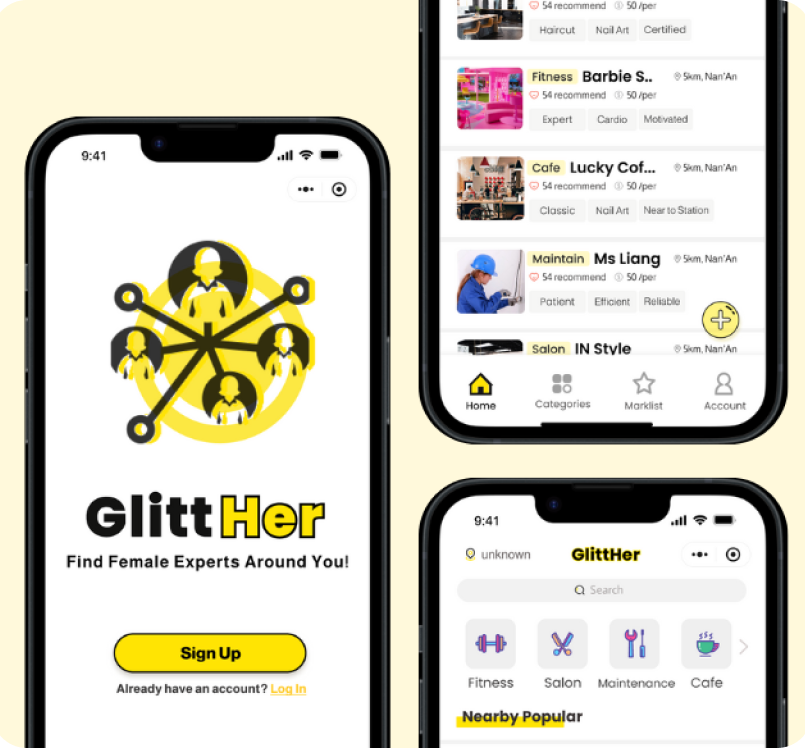 9:41
GlittHer
Find Female Experts Around You!
Sign Up
Already have an account? Log In
54 recommend 50 /per
Haircut Nail Art Certified
Fitness Barbie S.. 5km, Nan'An
54 recommend 50 /per
Expert Cardio Motivated
Cafe Lucky Cof... 5km, Nan'An
54 recommend 50 /per
Classic Nail Art Near to Station
Maintain Ms Liang 5km, Nan'An
54 recommend 50 /per
Patient Efficient Reliable
Salon IN Style 5km, Nan'An
Home Categories Marklist Account
9:41
unknown GlittHer
Search
Fitness Salon Maintenance Cafe
Nearby Popular